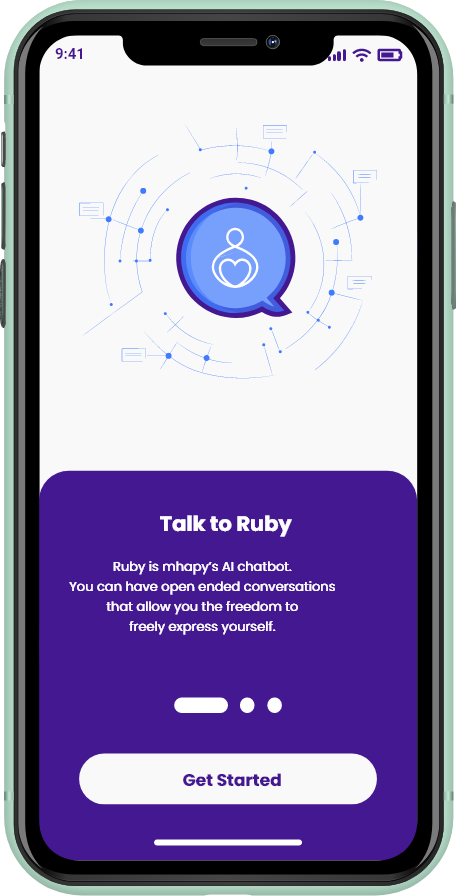 9:41
Talk to Ruby
Ruby is mhapy's AI chatbot.
You can have open ended conversations
that allow you the freedom to
freely express yourself.
Get Started